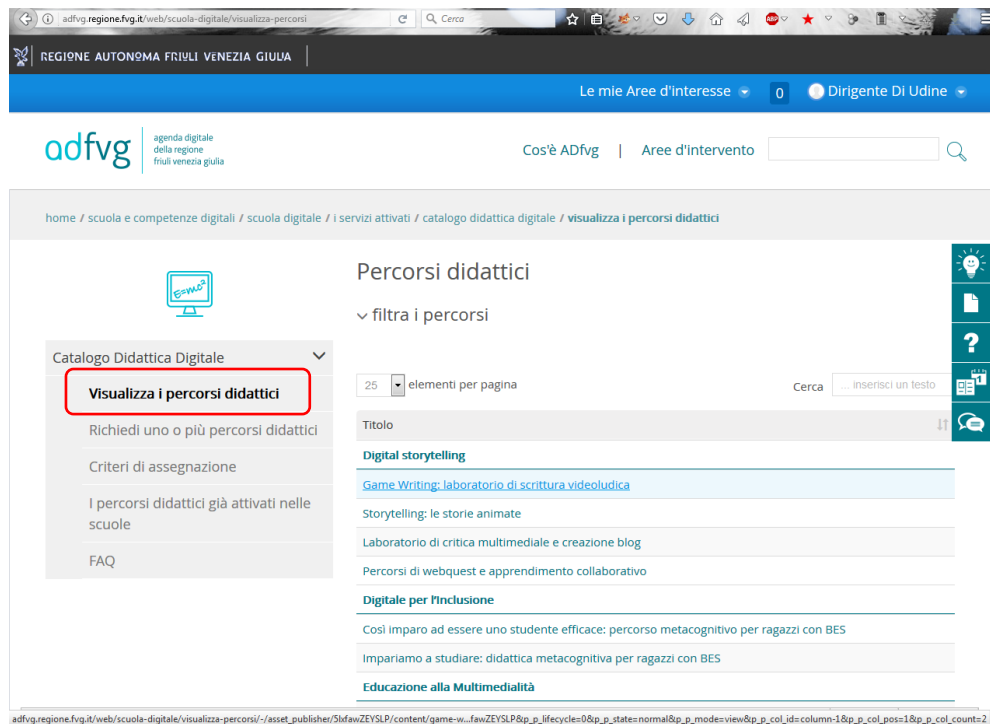 adfvg.regione.fvg.it/web/scuola-digitale/visualizza-percorsi
Cerca
ABP
REGIONE AUTONOMA FRIULI VENEZIA GIULIA
Le mie Aree d'interesse
0
Dirigente Di Udine
adfvg
agenda digitale
della regione
friuli venezia giulia
Cos'è ADfvg | Aree d'intervento
home / scuola e competenze digitali / scuola digitale / i servizi attivati / catalogo didattica digitale / visualizza i percorsi didattici
E=mc²
Catalogo Didattica Digitale
Visualizza i percorsi didattici
Richiedi uno o più percorsi didattici
Criteri di assegnazione
I percorsi didattici già attivati nelle
scuole
FAQ
Percorsi didattici
filtra i percorsi
25 elementi per pagina
Cerca ... inserisci un testo
Titolo
Digital storytelling
Game Writing: laboratorio di scrittura videoludica
Storytelling: le storie animate
Laboratorio di critica multimediale e creazione blog
Percorsi di webquest e apprendimento collaborativo
Digitale per l'Inclusione
Così imparo ad essere uno studente efficace: percorso metacognitivo per ragazzi con BES
Impariamo a studiare: didattica metacognitiva per ragazzi con BES
Educazione alla Multimedialità
?
1
adfvg.regione.fvg.it/web/scuola-digitale/visualizza-percorsi/-/asset_publisher/5lxfawZEYSLP/content/game-w...fawZEYSLP&p_p_lifecycle=0&p_p_state=normal&p_p_mode=view&p_p_col_id=column-1&p_p_col_pos=1&p_p_col_count=2